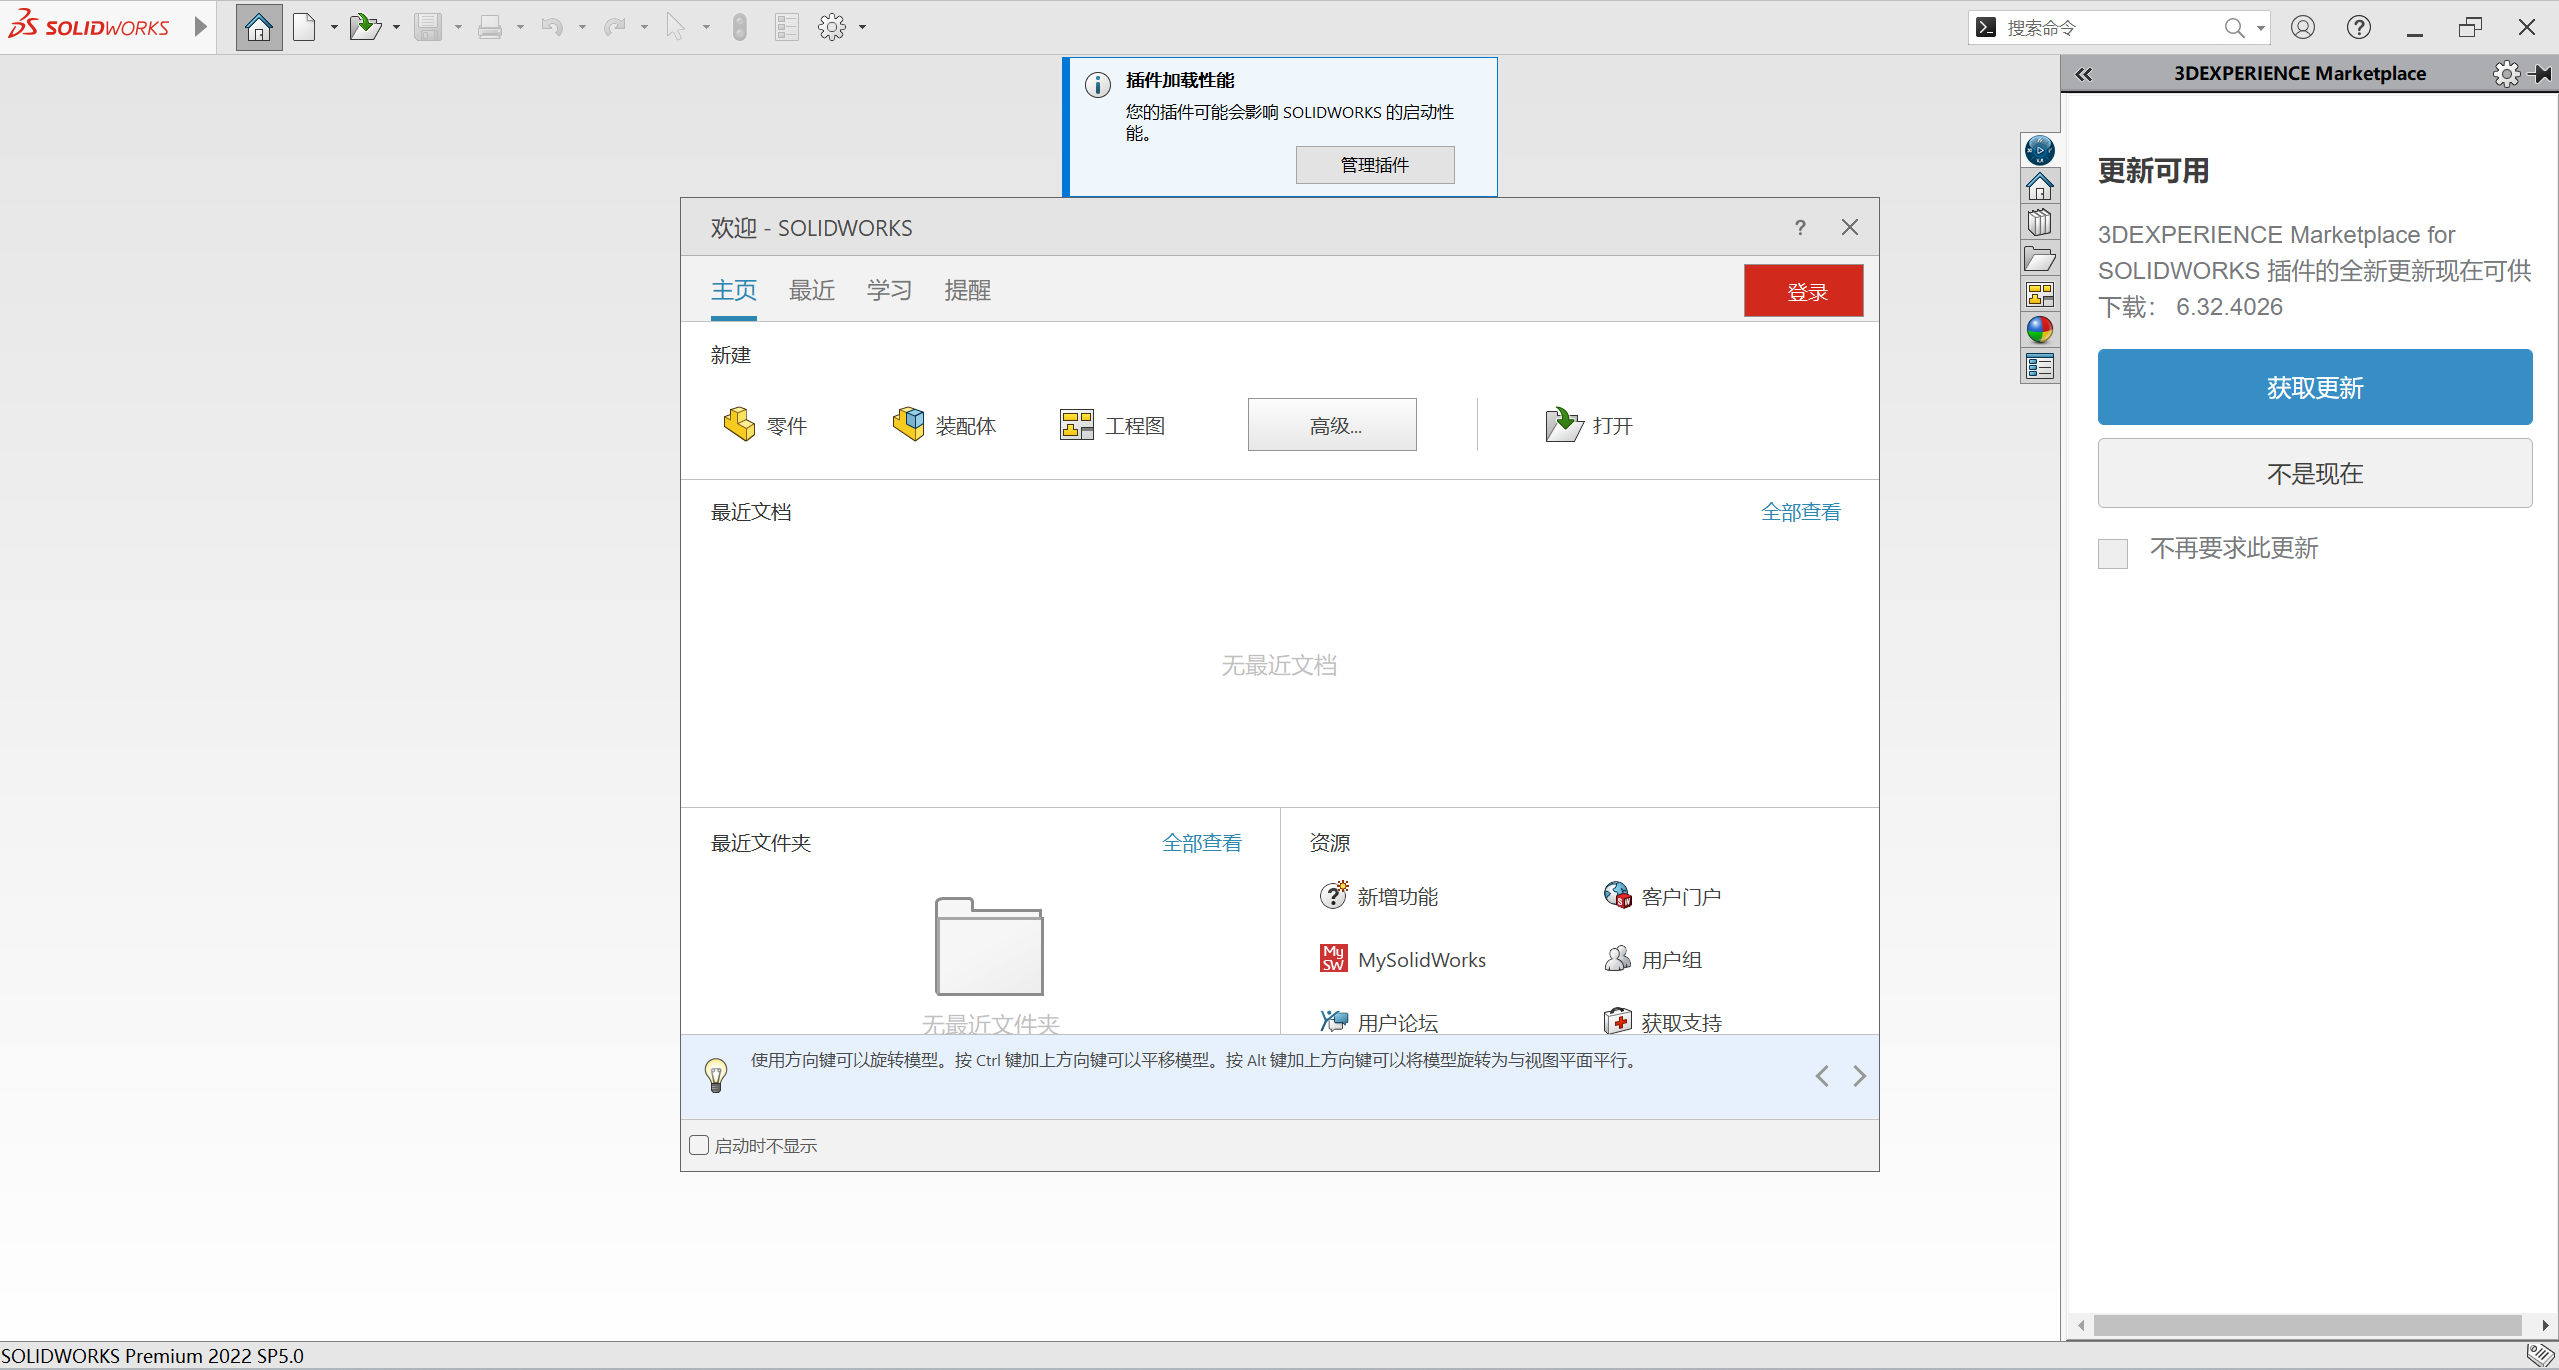 SOLIDWORKS
搜索命令
插件加载性能
您的插件可能会影响 SOLIDWORKS 的启动性
能。
管理插件
3DEXPERIENCE Marketplace
更新可用
3DEXPERIENCE Marketplace for
SOLIDWORKS 插件的全新更新现在可供
下载： 6.32.4026
获取更新
不是现在
不再要求此更新
欢迎 - SOLIDWORKS
主页 最近 学习 提醒 登录
新建
零件 装配体 工程图 高级... 打开
最近文档 全部查看
无最近文档
最近文件夹 全部查看
无最近文件夹
资源
新增功能 客户门户
MySolidWorks 用户组
用户论坛 获取支持
使用方向键可以旋转模型。按 Ctrl 键加上方向键可以平移模型。按 Alt 键加上方向键可以将模型旋转为与视图平面平行。
启动时不显示
SOLIDWORKS Premium 2022 SP5.0